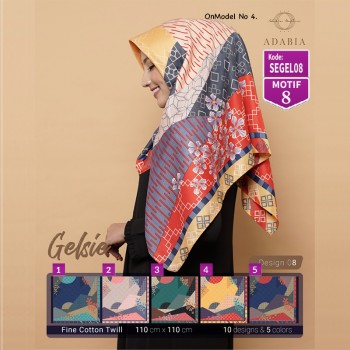 OnModel No 4.
ADABIA
Kode:
SEGEL08
MOTIF
8
Gelsie
Design 08
1 2 3 4 5
Fine Cotton Twill 110 cm x 110 cm 10 designs & 5 colors